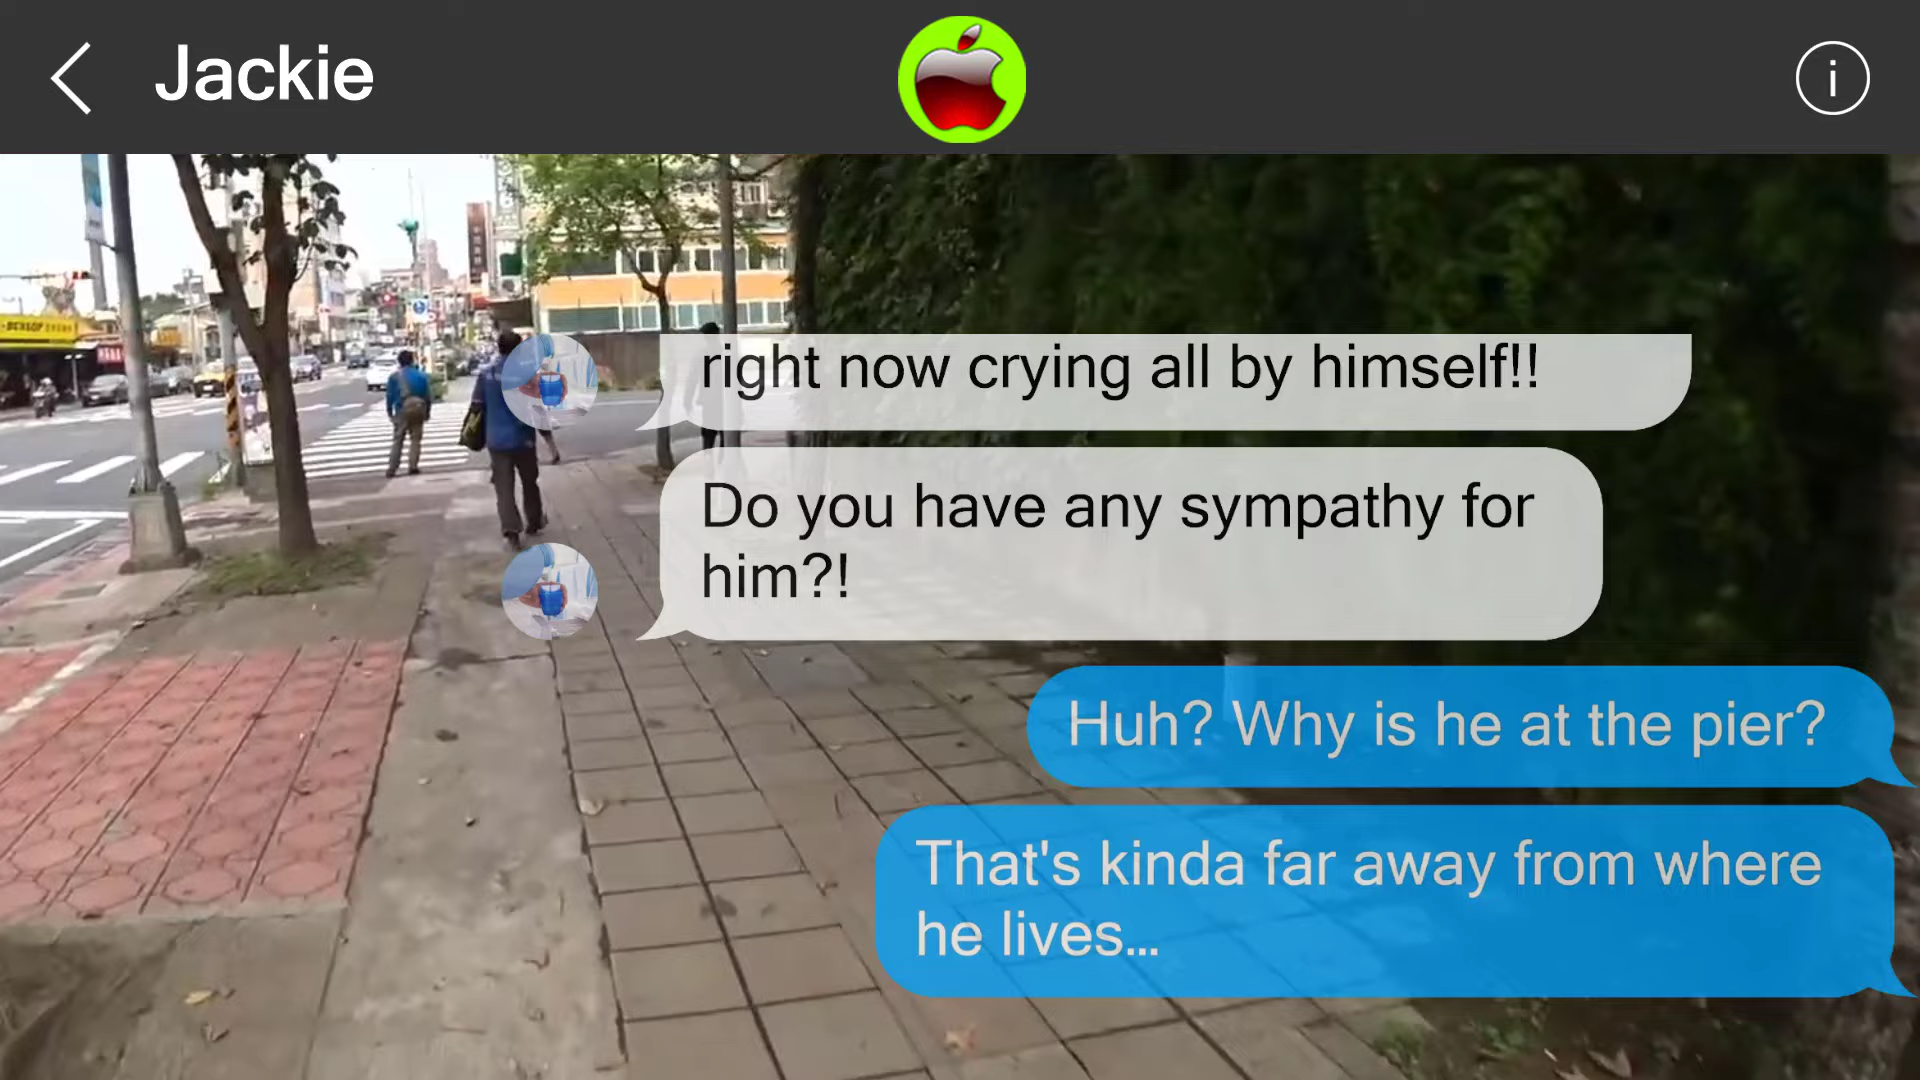 Jackie
i
right now crying all by himself!!
Do you have any sympathy for
him?!
Huh? Why is he at the pier?
That's kinda far away from where
he lives...